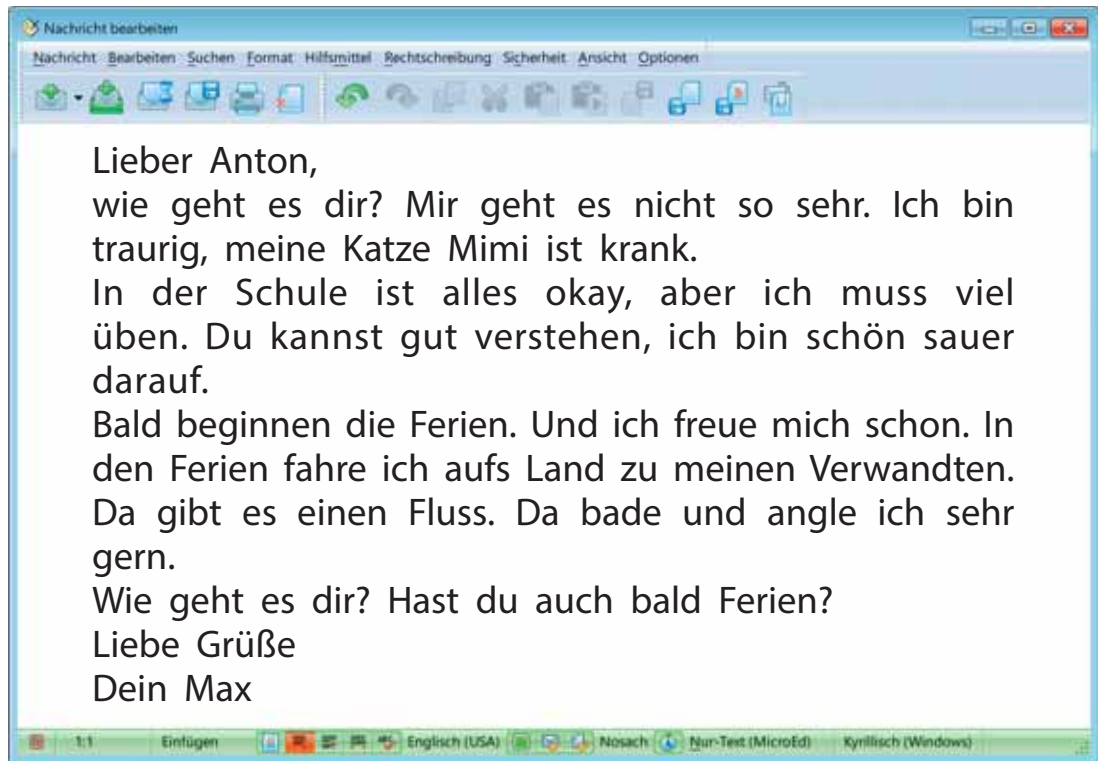 Nachricht bearbeiten
Nachricht Bearbeiten Suchen Format Hilfsmittel Rechtschreibung Sicherheit Ansicht Optionen
Lieber Anton,
wie geht es dir? Mir geht es nicht so sehr. Ich bin
traurig, meine Katze Mimi ist krank.
In der Schule ist alles okay, aber ich muss viel
üben. Du kannst gut verstehen, ich bin schön sauer
darauf.
Bald beginnen die Ferien. Und ich freue mich schon. In
den Ferien fahre ich aufs Land zu meinen Verwandten.
Da gibt es einen Fluss. Da bade und angle ich sehr
gern.
Wie geht es dir? Hast du auch bald Ferien?
Liebe Grüße
Dein Max
1:1 Einfügen Englisch (USA) Nosach Nur-Text (MicroEd) Kyrillisch (Windows)